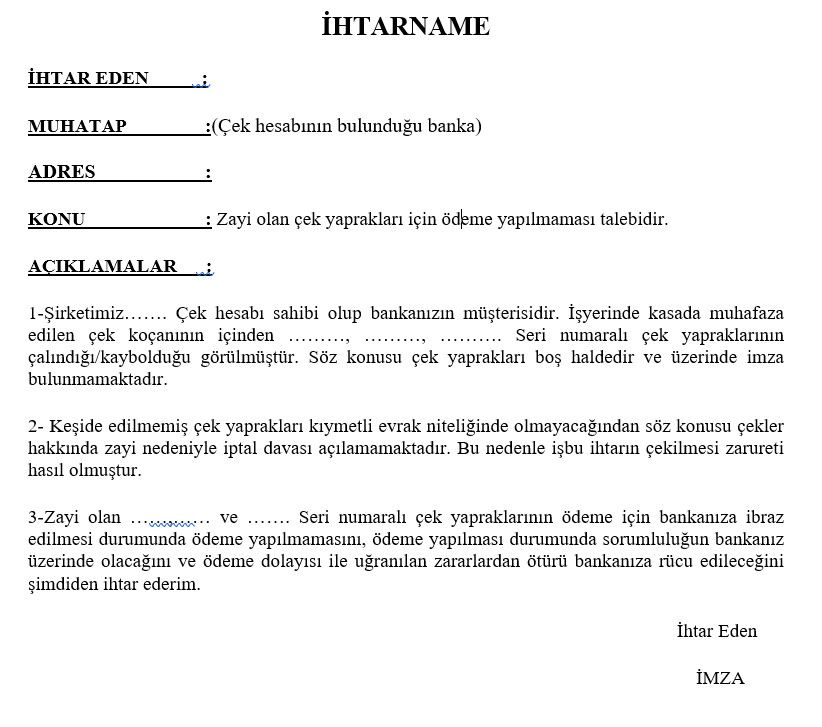 İHTARNAME
İHTAR EDEN :
MUHATAP :(Çek hesabının bulunduğu banka)
ADRES :
KONU : Zayi olan çek yaprakları için ödeme yapılmaması talebidir.
AÇIKLAMALAR :
1-Şirketimiz……. Çek hesabı sahibi olup bankanızın müşterisidir. İşyerinde kasada muhafaza
edilen çek koçanının içinden ………, ………, ………. Seri numaralı çek yapraklarının
çalındığı/kaybolduğu görülmüştür. Söz konusu çek yaprakları boş haldedir ve üzerinde imza
bulunmamaktadır.
2- Keşide edilmemiş çek yaprakları kıymetli evrak niteliğinde olmayacağından söz konusu çekler
hakkında zayi nedeniyle iptal davası açılamamaktadır. Bu nedenle işbu ihtarın çekilmesi zarureti
hasıl olmuştur.
3-Zayi olan …,,,,,,,,,,… ve ……. Seri numaralı çek yapraklarının ödeme için bankanıza ibraz
edilmesi durumunda ödeme yapılmamasını, ödeme yapılması durumunda sorumluluğun bankanız
üzerinde olacağını ve ödeme dolayısı ile uğranılan zararlardan ötürü bankanıza rücu edileceğini
şimdiden ihtar ederim.
İhtar Eden
İMZA